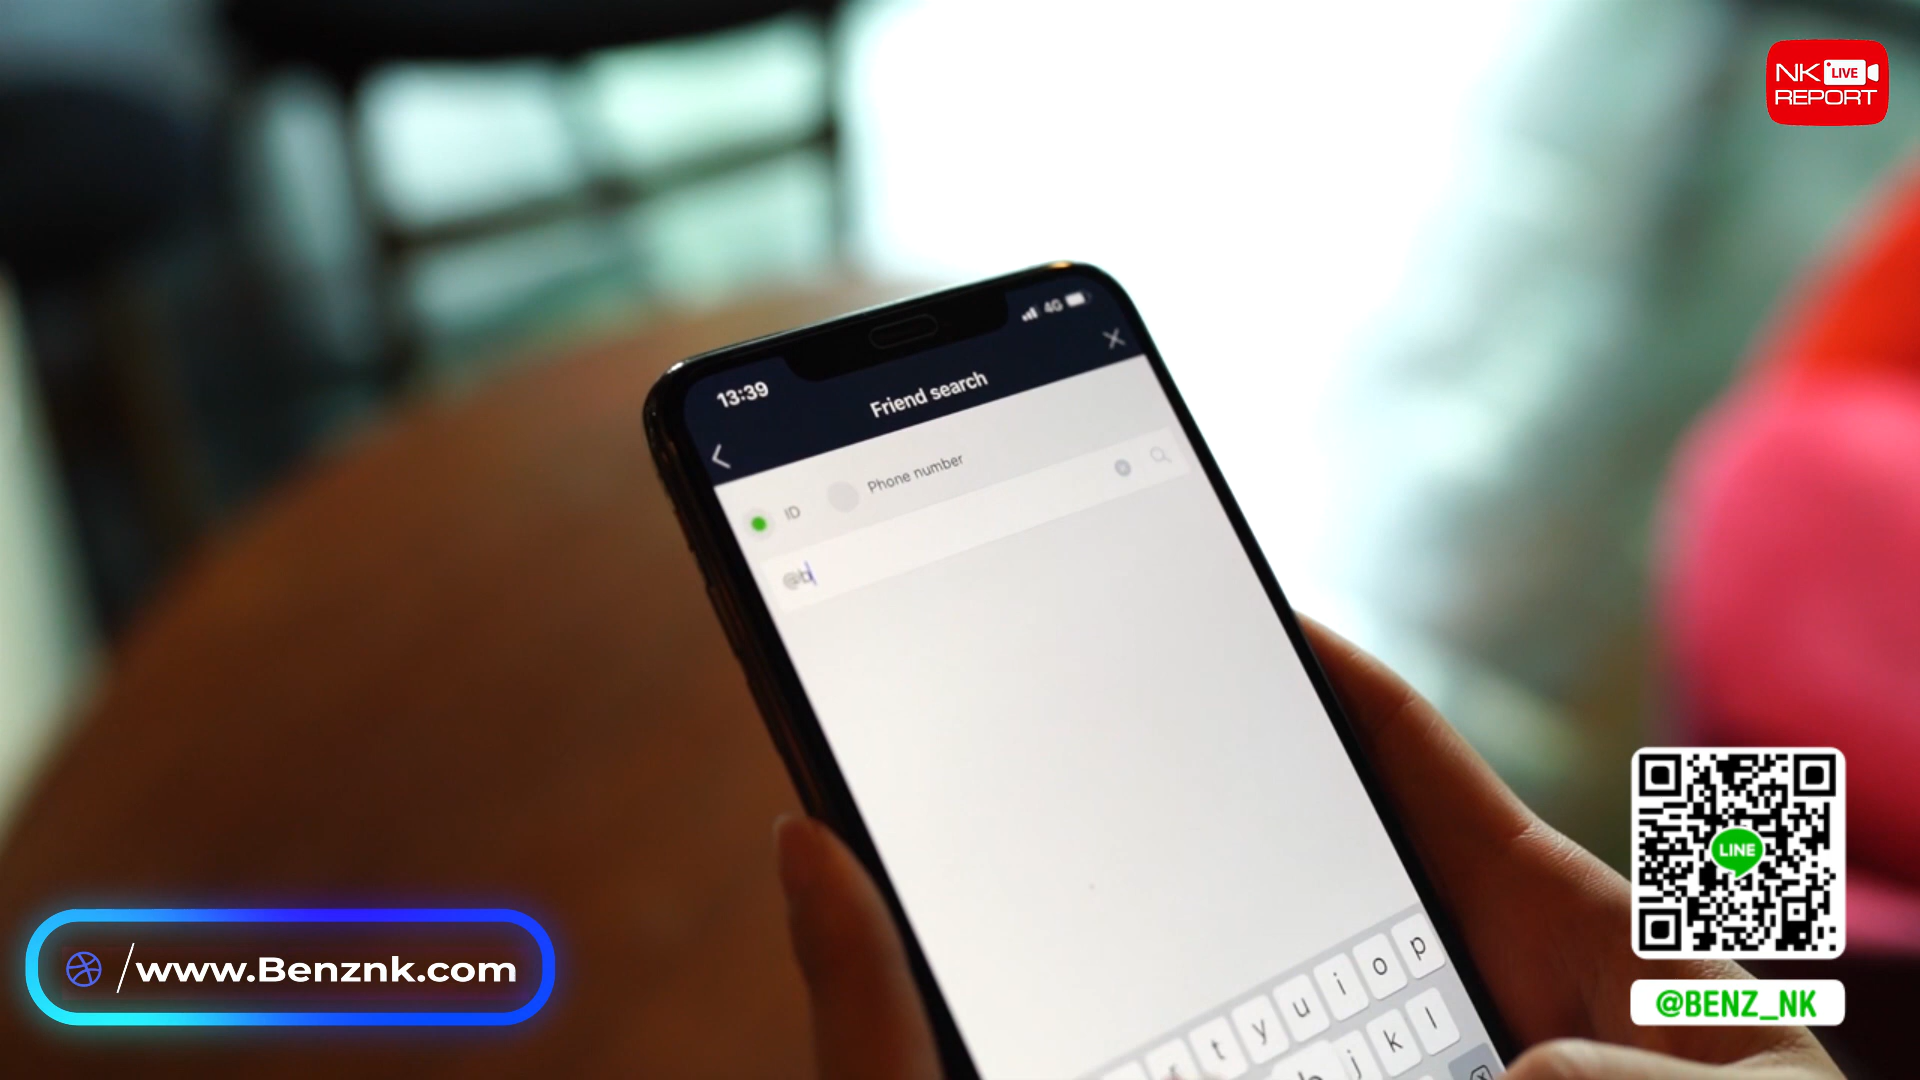 NK LIVE
REPORT
13:39
4G
Friend search
ID
Phone number
@b
t y u i o p
j k l
LINE
/www.Benznk.com
@BENZ_NK